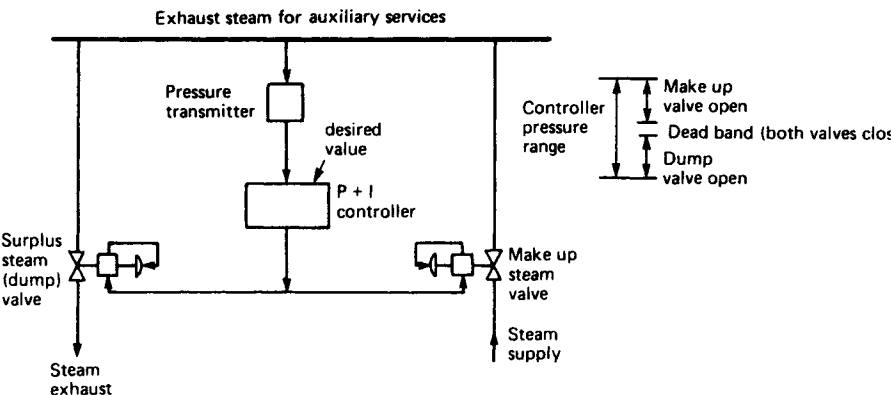 Exhaust steam for auxiliary services
Pressure
transmitter
desired
value
P + I
controller
Surplus
steam
(dump)
valve
Steam
exhaust
Make up
steam
valve
Steam
supply
Controller
pressure
range
Make up
valve open
Dead band (both valves clos
Dump
valve open